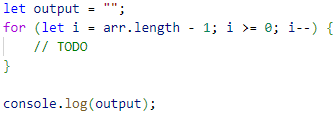 let output = "";
for (let i = arr.length - 1; i >= 0; i--) {
    // TODO
}

console.log(output);